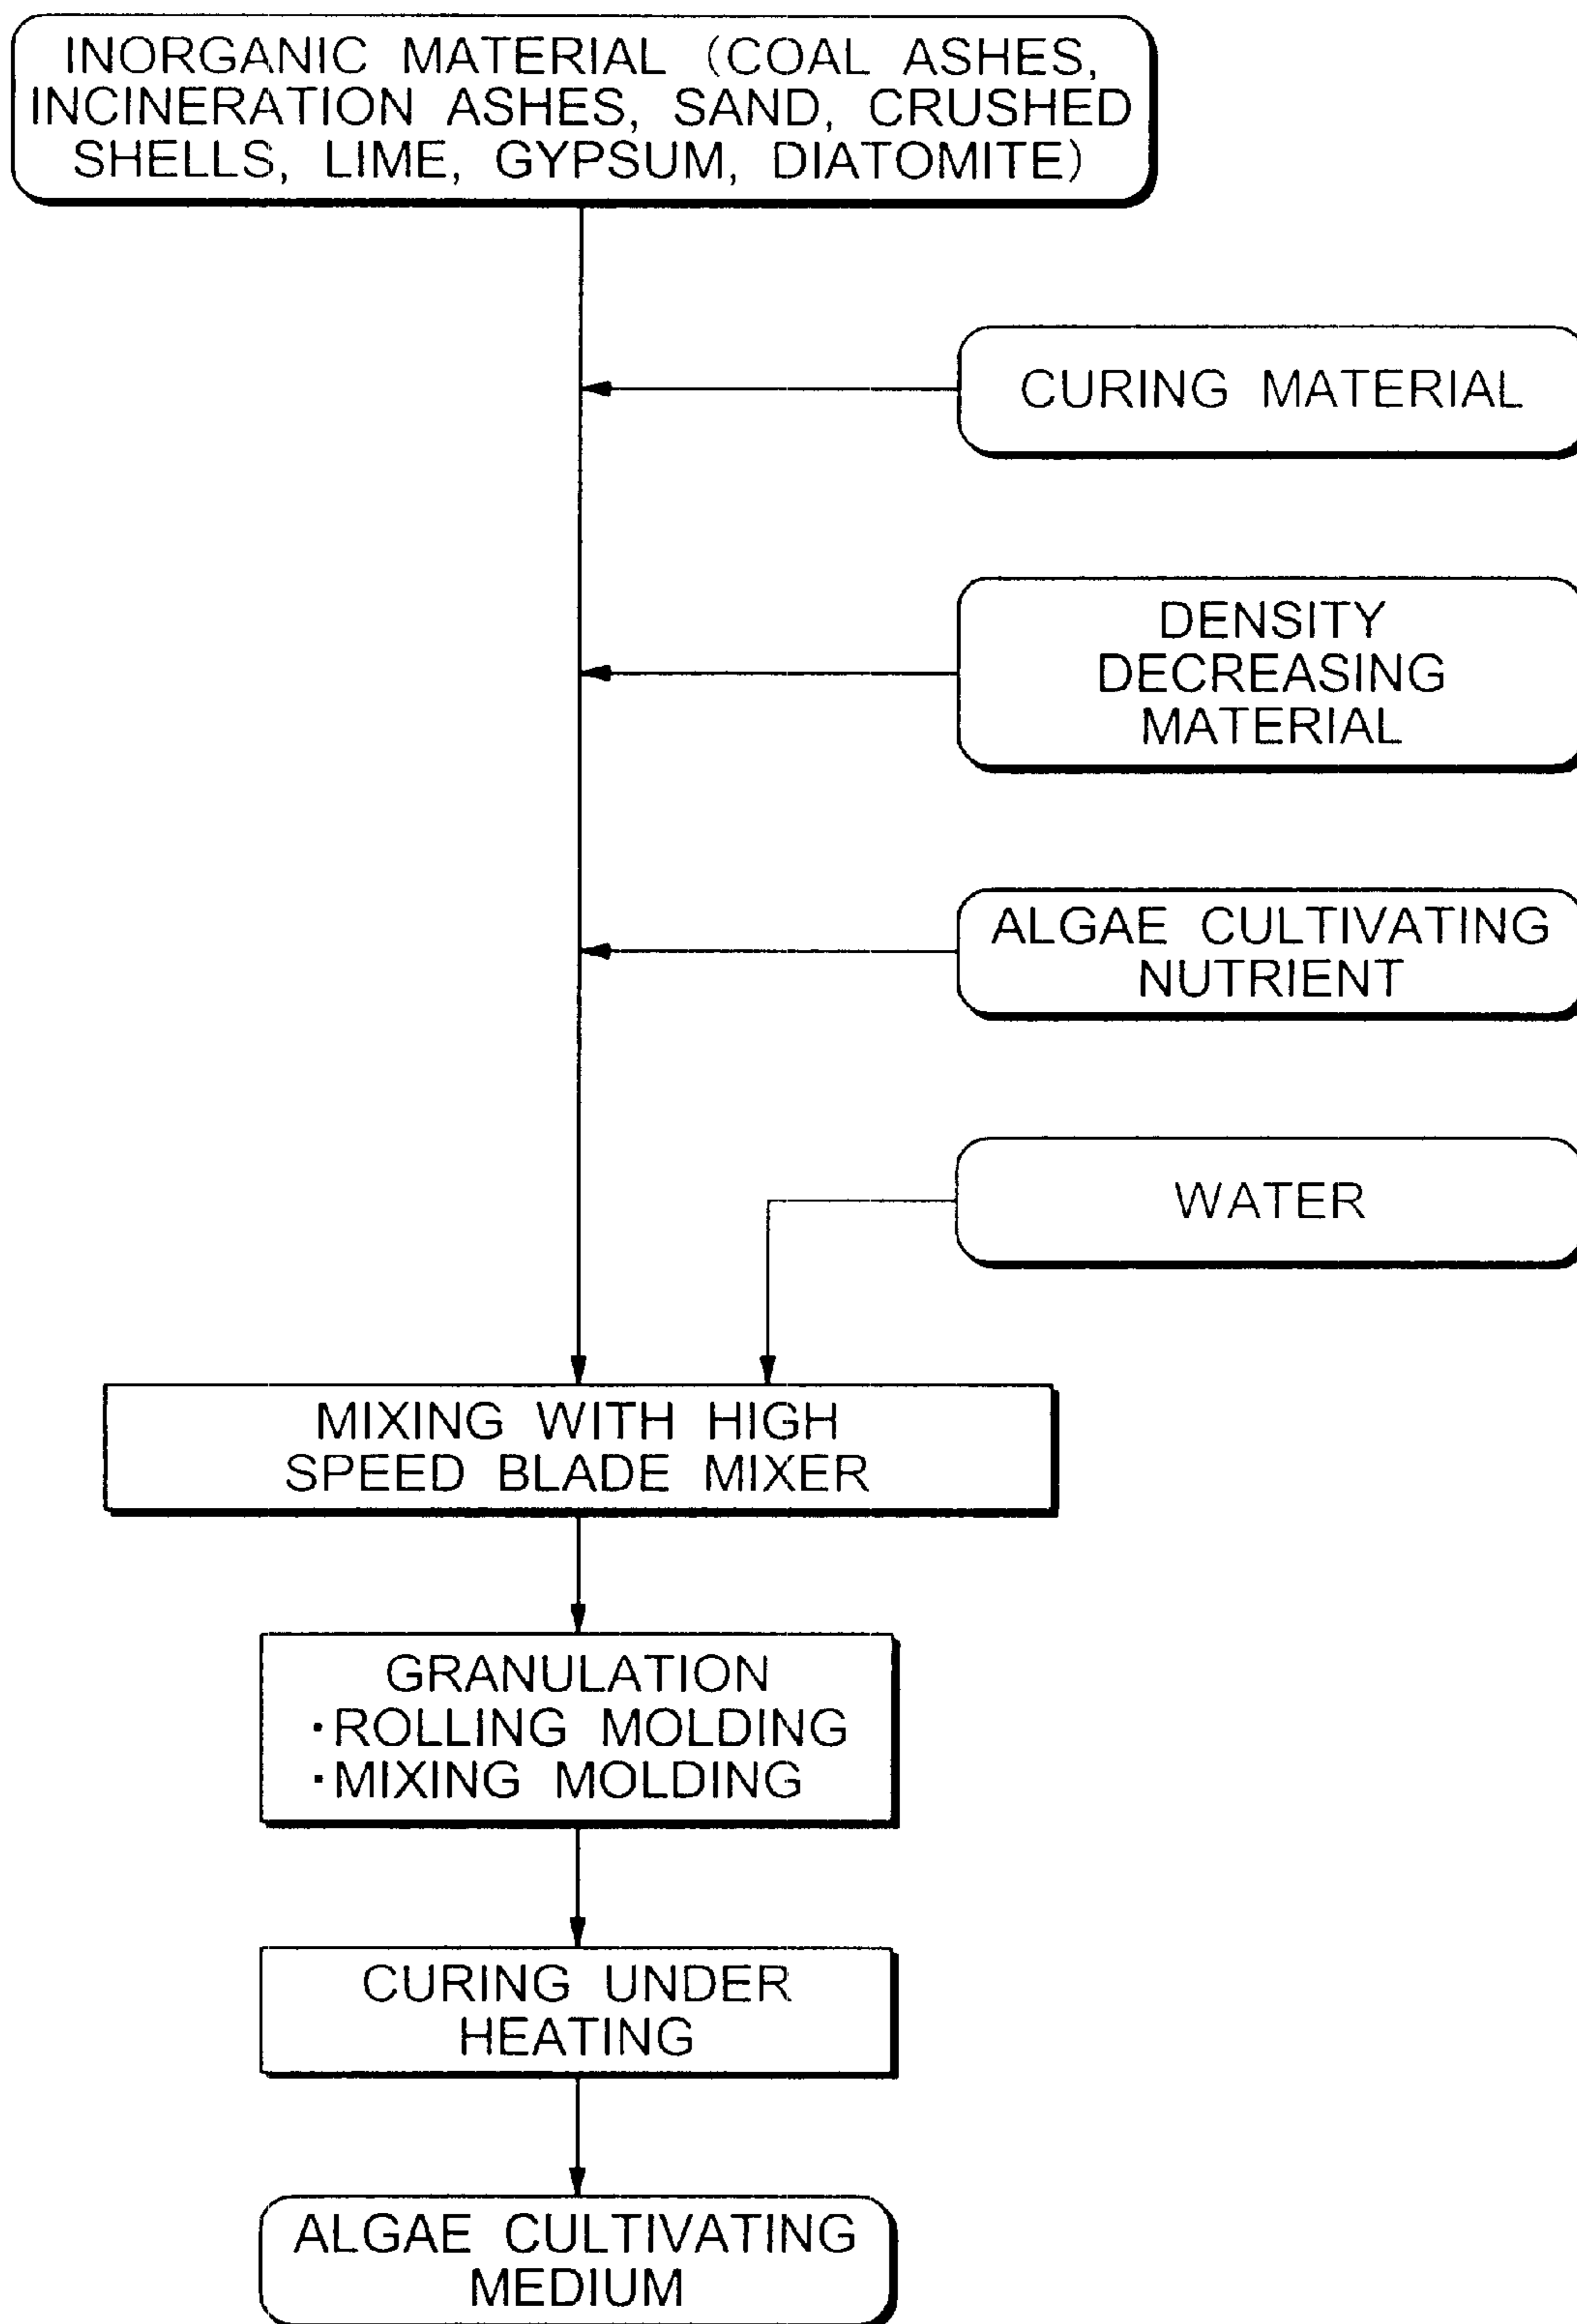 INORGANIC MATERIAL (COAL ASHES,
INCINERATION ASHES, SAND, CRUSHED
SHELLS, LIME, GYPSUM, DIATOMITE)
CURING MATERIAL
DENSITY
DECREASING
MATERIAL
ALGAE CULTIVATING
NUTRIENT
WATER
MIXING WITH HIGH
SPEED BLADE MIXER
GRANULATION
・ROLLING MOLDING
・MIXING MOLDING
CURING UNDER
HEATING
ALGAE CULTIVATING
MEDIUM